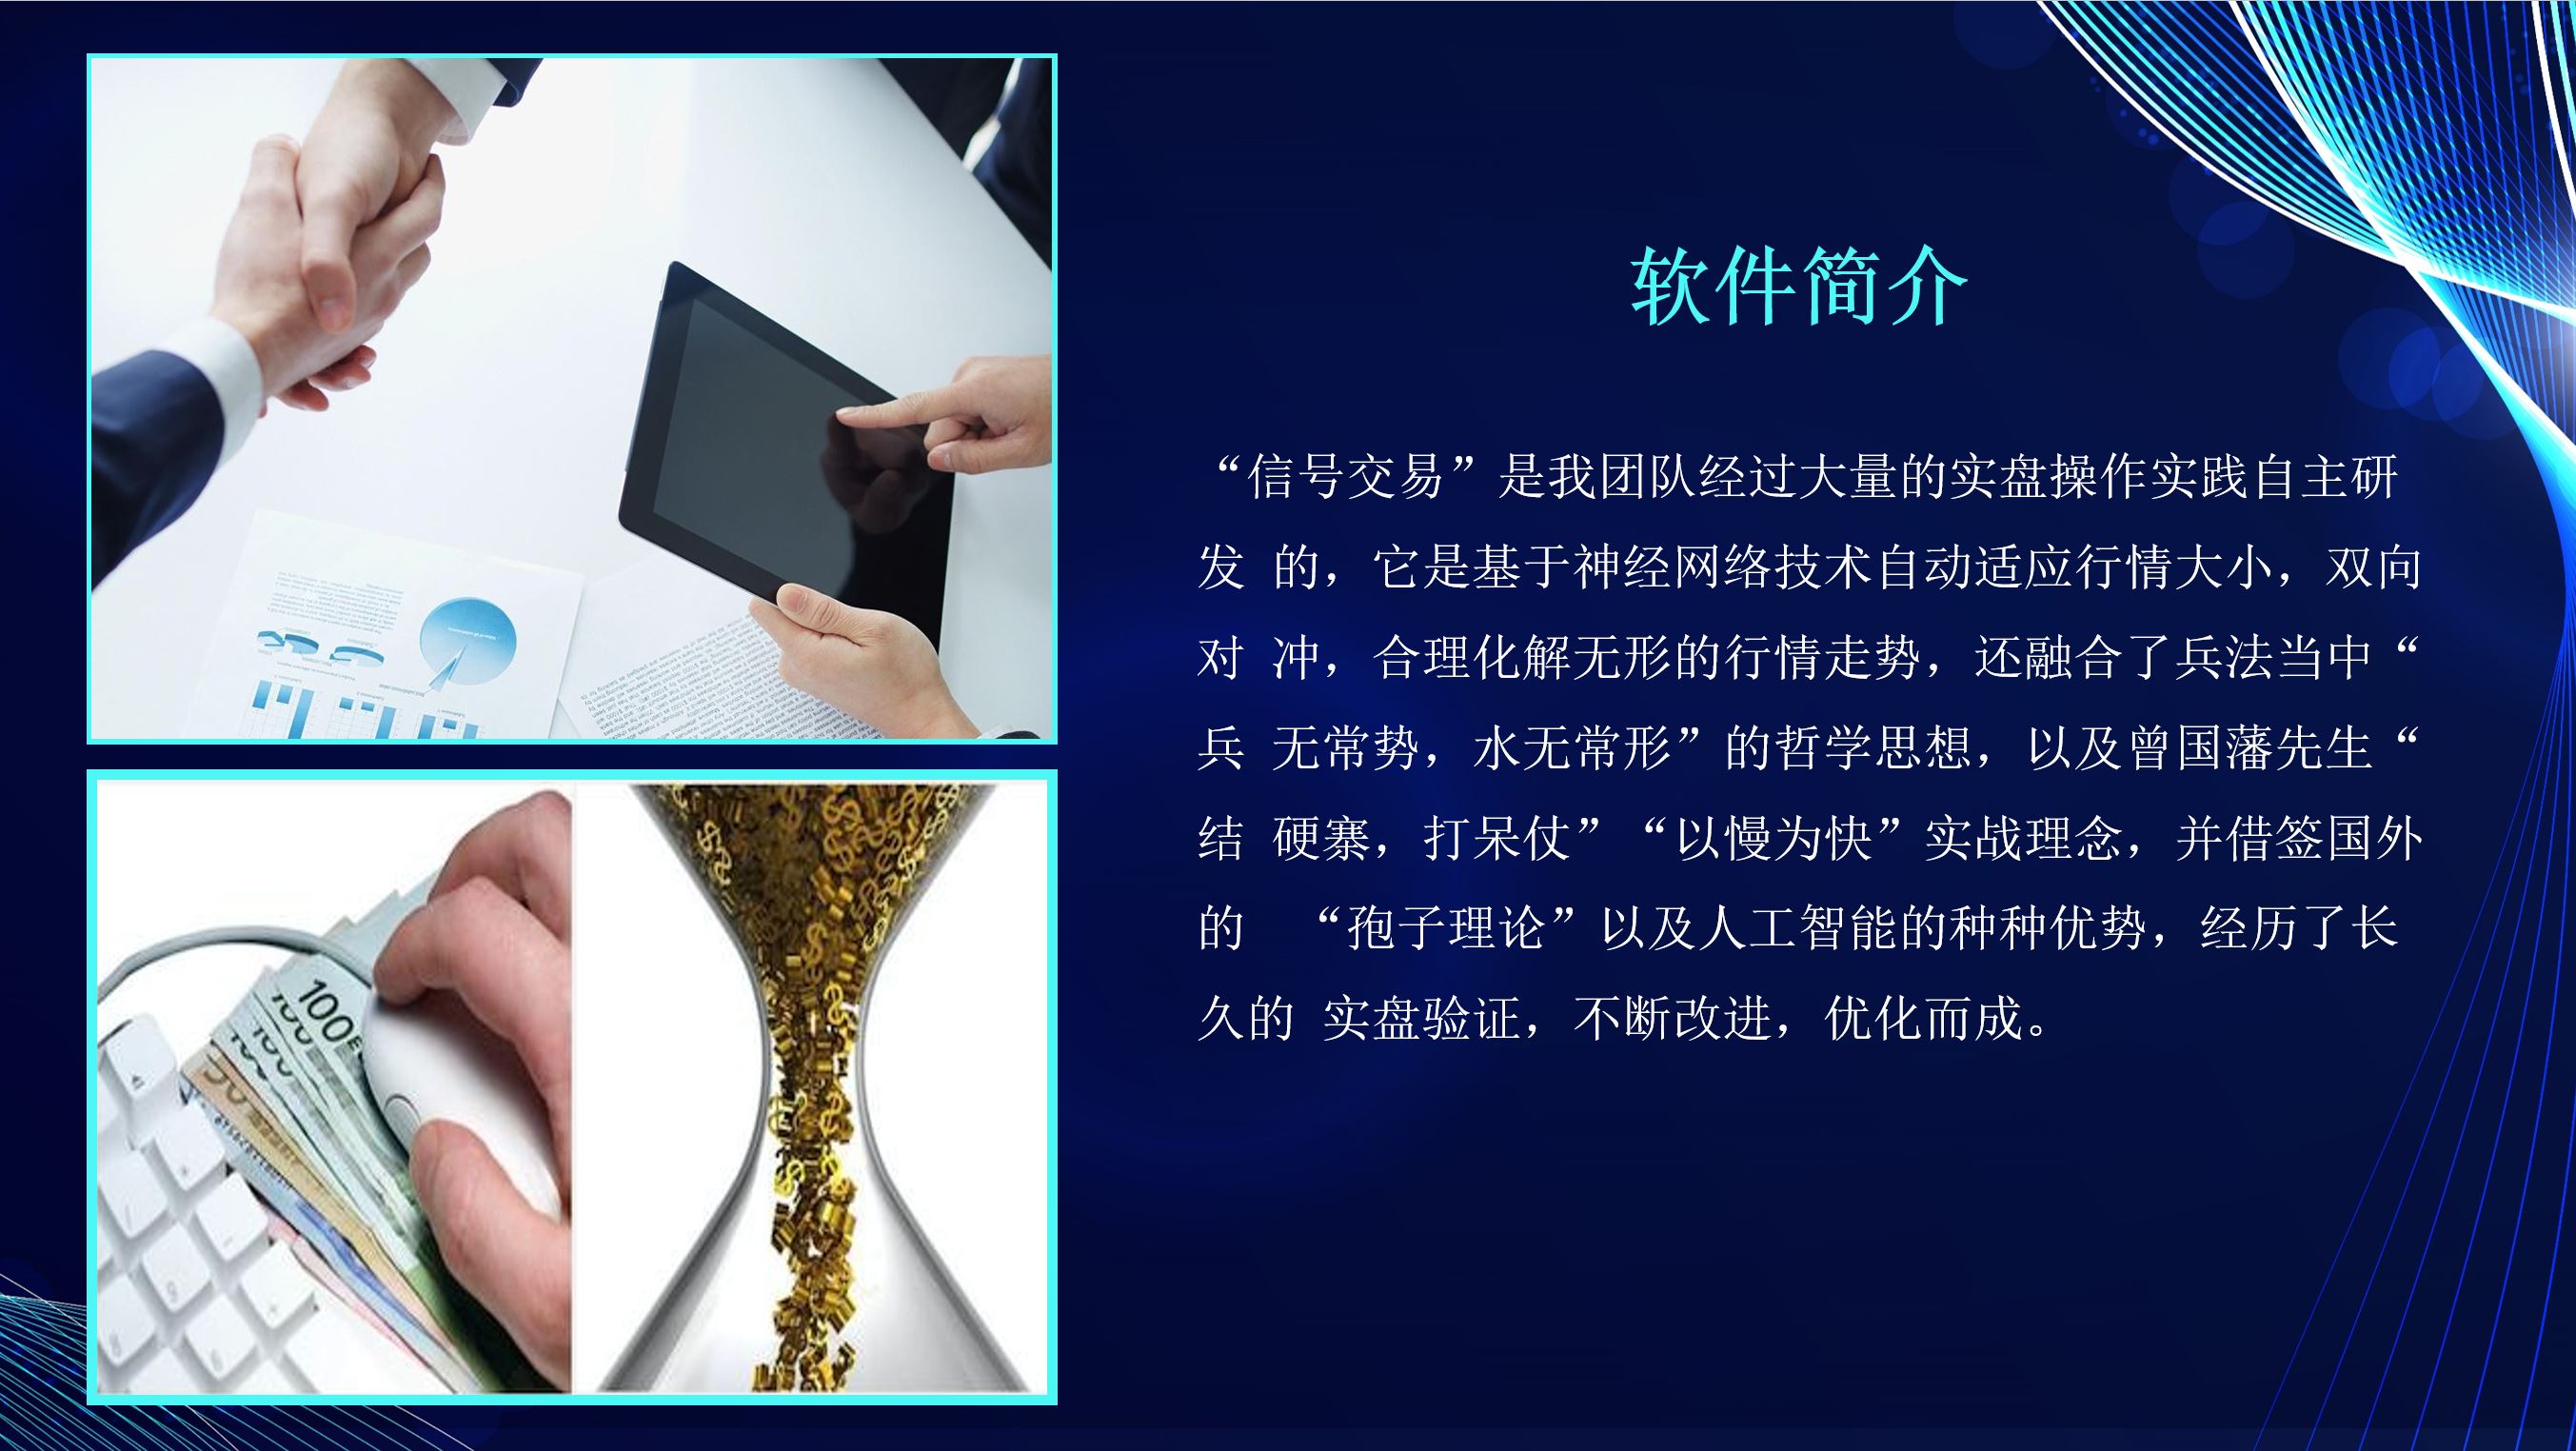 软件简介
“信号交易”是我团队经过大量的实盘操作实践自主研
发 的，它是基于神经网络技术自动适应行情大小，双向
对 冲，合理化解无形的行情走势，还融合了兵法当中“
兵 无常势，水无常形”的哲学思想，以及曾国藩先生“
结 硬寨，打呆仗”“以慢为快”实战理念，并借签国外
的 “孢子理论”以及人工智能的种种优势，经历了长
久的 实盘验证，不断改进，优化而成。
100